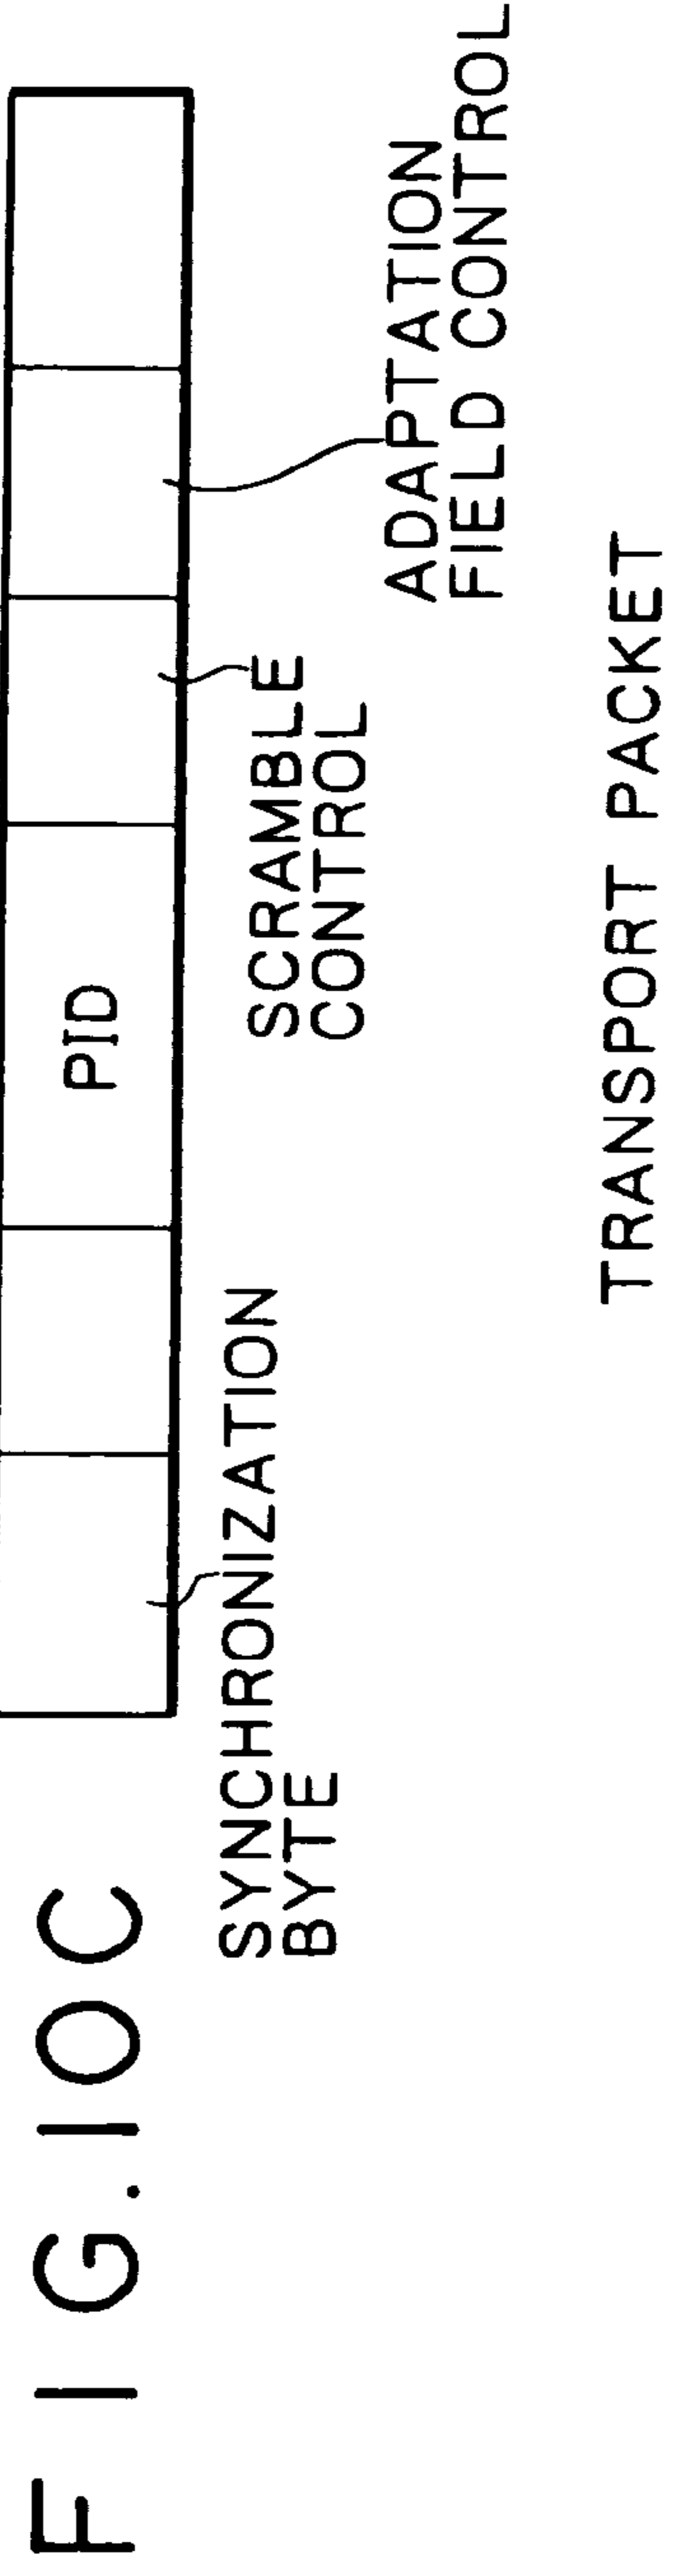 FIG.10C
PID
SYNCHRONIZATION
BYTE
SCRAMBLE
CONTROL
ADAPTATION
FIELD CONTROL
TRANSPORT PACKET